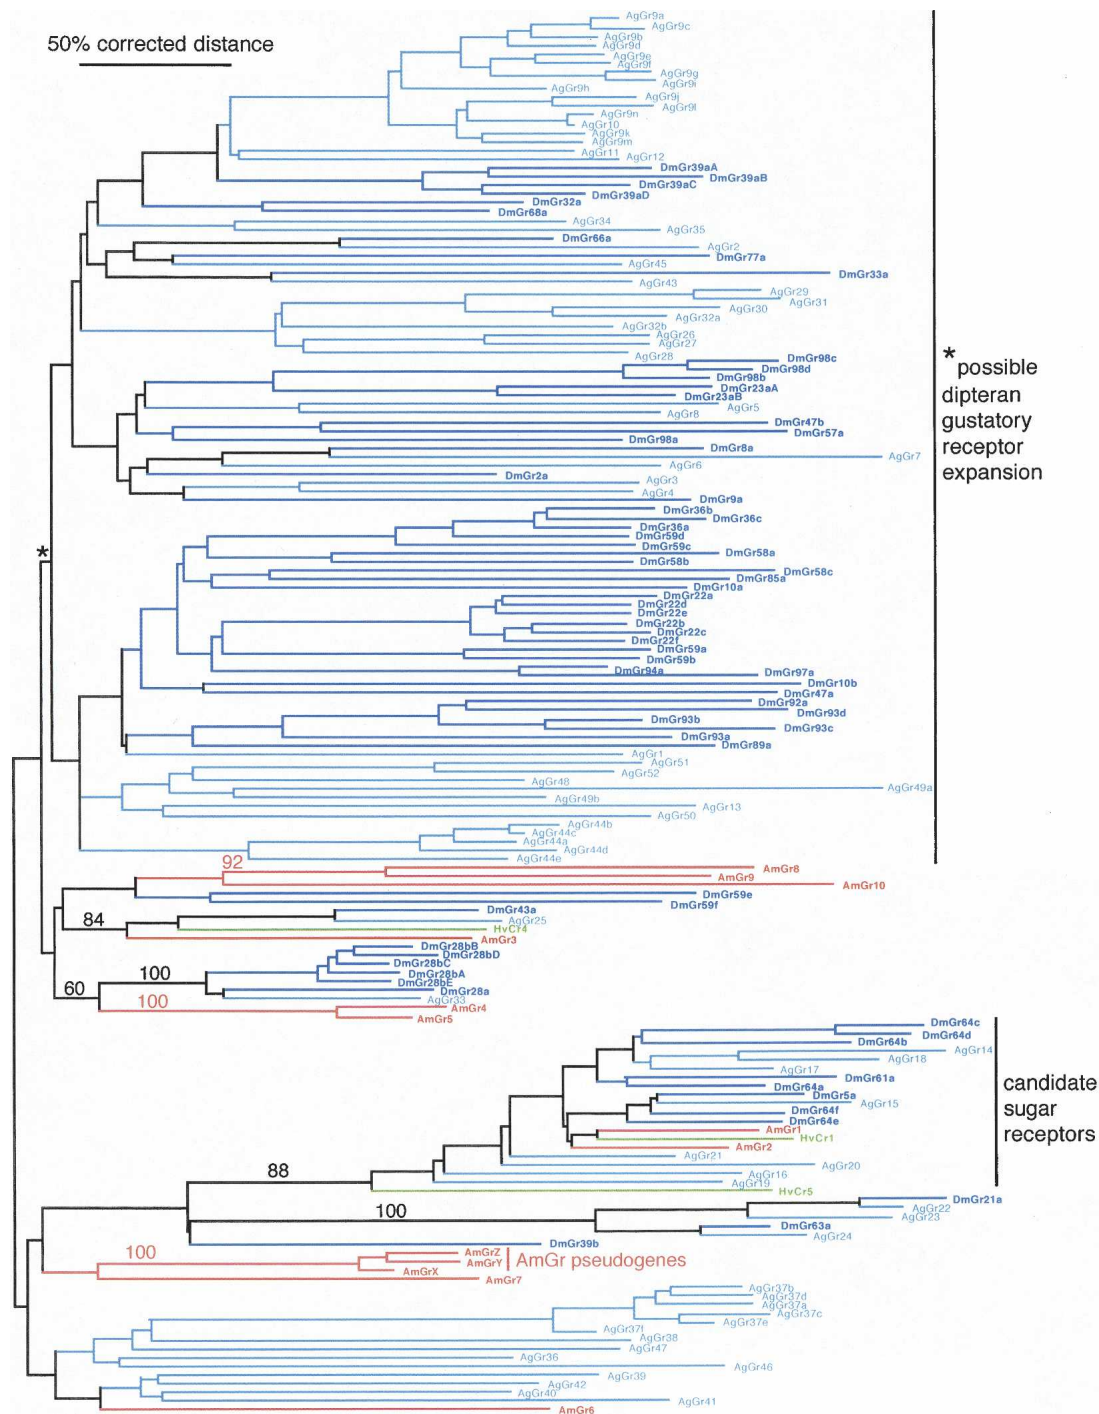 50% corrected distance
AgGr9a
AgGr9c
AgGr9b
AgGr9d
AgGr9e
AgGr9f
AgGr9g
AgGr9i
AgGr9h
AgGr9j
AgGr9l
AgGr9n
AgGr10
AgGr9k
AgGr9m
AgGr11
AgGr12
DmGr39aA
DmGr39aB
DmGr39aC
DmGr39aD
DmGr32a
DmGr68a
AgGr34
AgGr35
DmGr66a
AgGr2
DmGr77a
AgGr45
DmGr33a
AgGr43
AgGr29
AgGr31
AgGr30
AgGr32a
AgGr32b
AgGr26
AgGr27
AgGr28
DmGr98c
DmGr98d
DmGr98b
DmGr23aA
DmGr23aB
AgGr5
AgGr8
DmGr47b
DmGr57a
DmGr98a
DmGr8a
AgGr7
AgGr6
DmGr2a
AgGr3
AgGr4
DmGr9a
* possible
dipteran
gustatory
receptor
expansion
DmGr36b
DmGr36c
DmGr36a
DmGr59d
DmGr59c
*
DmGr58a
DmGr58b
DmGr58c
DmGr85a
DmGr10a
DmGr22a
DmGr22d
DmGr22e
DmGr22b
DmGr22c
DmGr22f
DmGr59a
DmGr59b
DmGr94a
DmGr97a
DmGr10b
DmGr47a
DmGr92a
DmGr93d
DmGr93b
DmGr93c
DmGr93a
DmGr89a
AgGr1
AgGr51
AgGr52
AgGr48
AgGr49a
AgGr49b
AgGr13
AgGr50
AgGr44b
AgGr44c
AgGr44a
AgGr44d
AgGr44e
92
AmGr8
AmGr9
AmGr10
DmGr59e
DmGr59f
84
DmGr43a
AgGr25
HvCr4
AmGr3
DmGr28bB
DmGr28bD
DmGr28bC
100
DmGr28bA
DmGr28bE
60
DmGr28a
AgGr33
100
AmGr4
AmGr5
DmGr64c
DmGr64d
DmGr64b
AgGr14
AgGr18
AgGr17
DmGr61a
DmGr64a
DmGr5a
AgGr15
DmGr64f
DmGr64e
AmGr1
HvCr1
AmGr2
candidate
sugar
receptors
AgGr21
AgGr20
88
AgGr16
AgGr19
HvCr5
DmGr21a
100
AgGr22
AgGr23
DmGr63a
AgGr24
DmGr39b
100
AmGrZ
AmGrY
AmGr pseudogenes
AmGrX
AmGr7
AgGr37b
AgGr37d
AgGr37a
AgGr37c
AgGr37e
AgGr37f
AgGr38
AgGr47
AgGr36
AgGr46
AgGr39
AgGr42
AgGr40
AgGr41
AmGr6